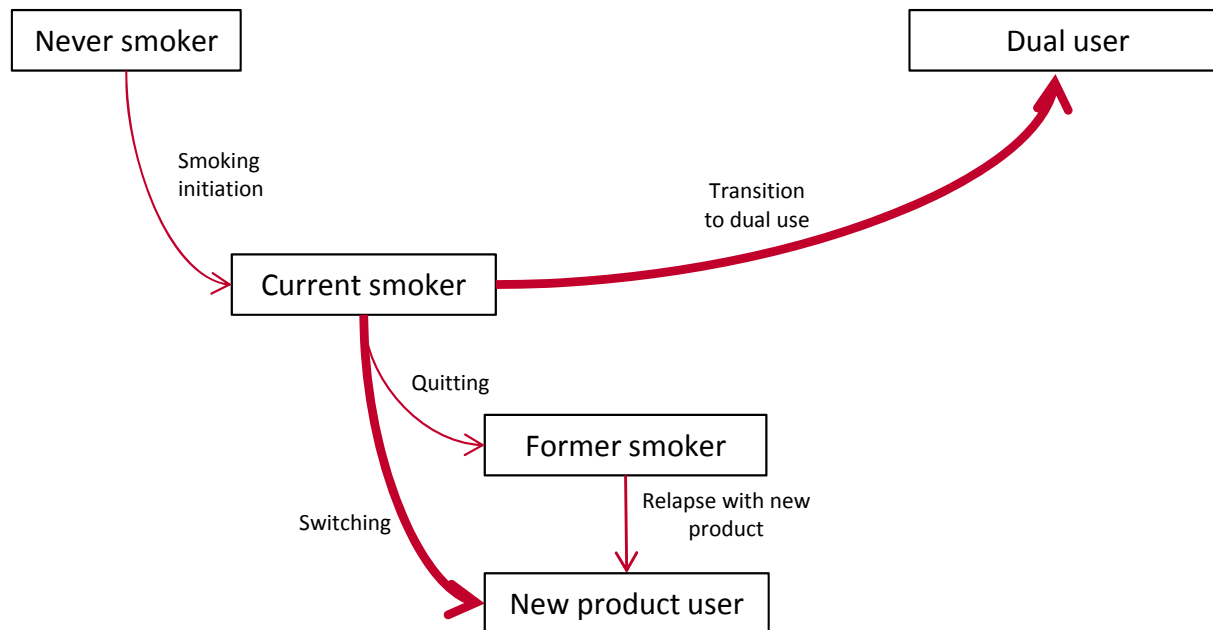 Never smoker
Dual user
Smoking
initiation
Transition
to dual use
Current smoker
Quitting
Former smoker
Switching
Relapse with new
product
New product user